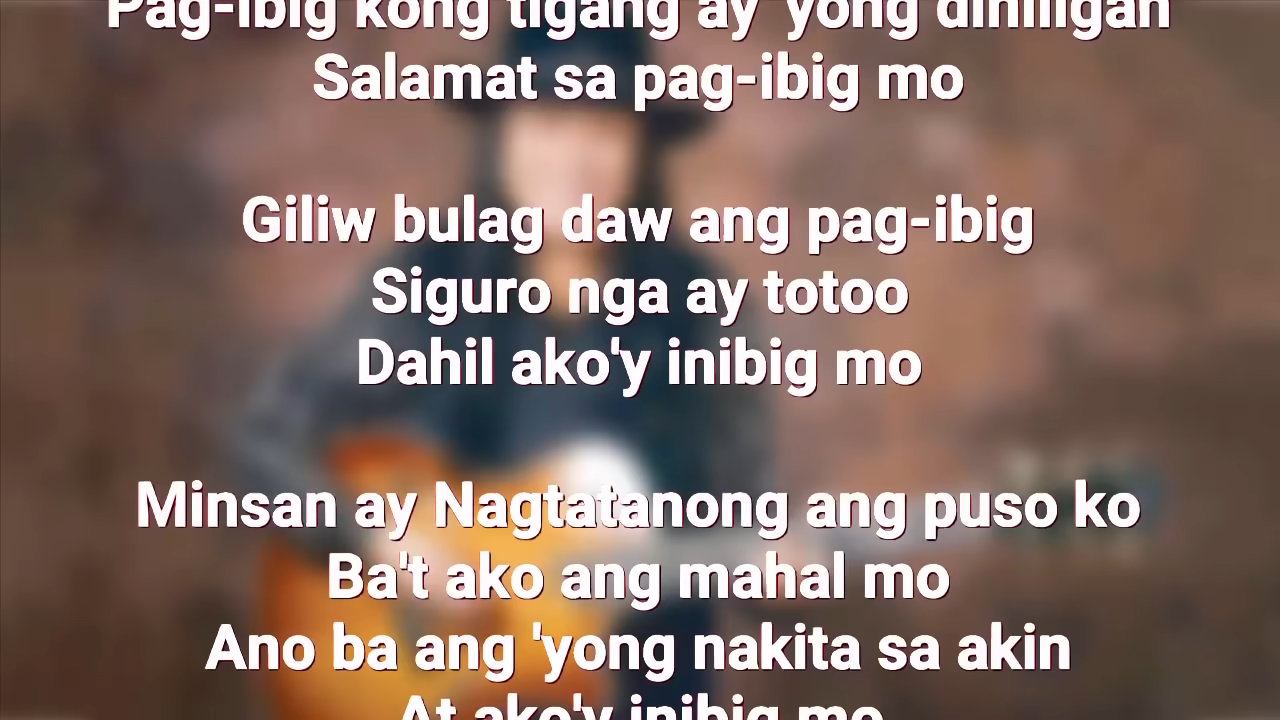 Pag-ibig kong tigang ay 'yong diniligan
Salamat sa pag-ibig mo
Giliw bulag daw ang pag-ibig
Siguro nga ay totoo
Dahil ako'y inibig mo
Minsan ay Nagtatanong ang puso ko
Ba't ako ang mahal mo
Ano ba ang 'yong nakita sa akin
At ako'y inibig mo